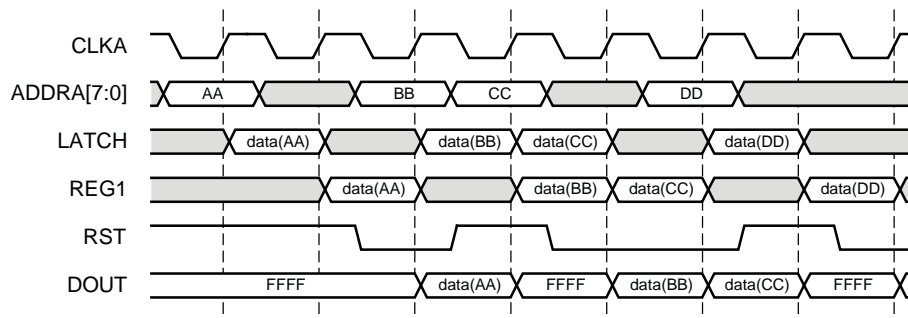 CLKA
ADDRA[7:0] AA BB CC DD
LATCH data(AA) data(BB) data(CC) data(DD)
REG1 data(AA) data(BB) data(CC) data(DD)
RST
DOUT FFFF data(AA) FFFF data(BB) data(CC) FFFF